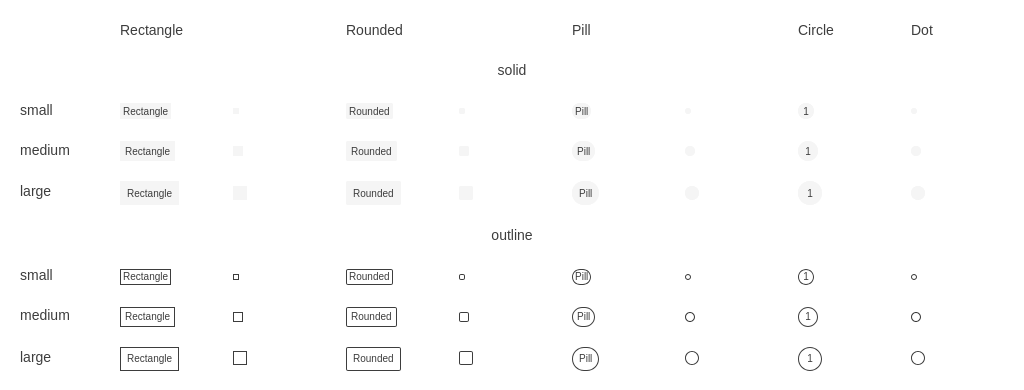 Rectangle Rounded Pill Circle Dot
solid
small Rectangle Rounded Pill 1
medium Rectangle Rounded Pill 1
large Rectangle Rounded Pill 1
outline
small Rectangle Rounded Pill 1
medium Rectangle Rounded Pill 1
large Rectangle Rounded Pill 1